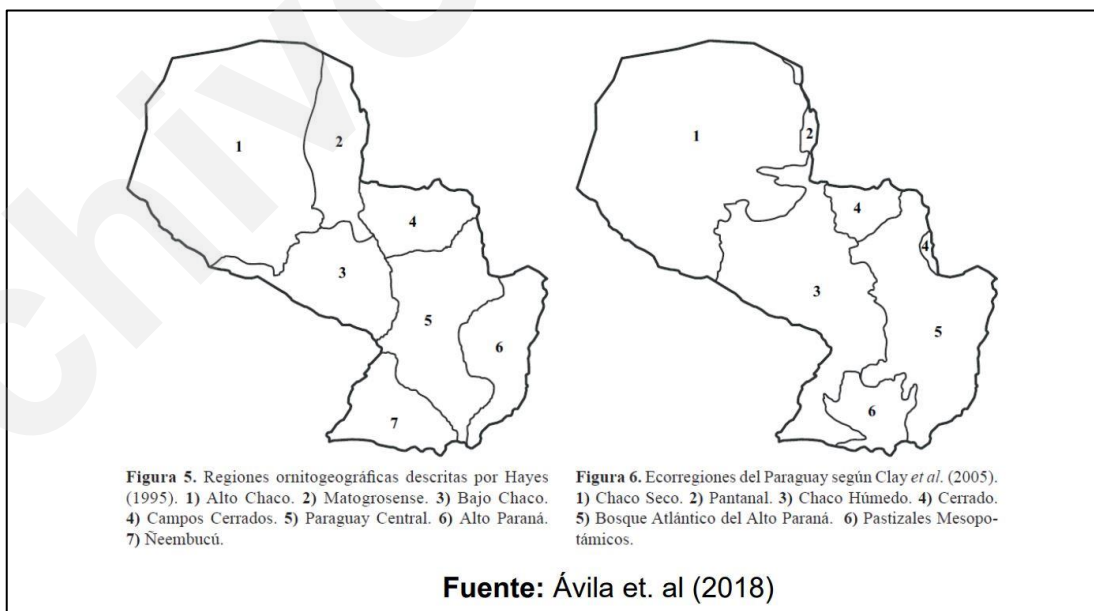 1
2
3
4
5
6
7
Figura 5. Regiones ornitogeográficas descritas por Hayes
(1995). 1) Alto Chaco. 2) Matogrosense. 3) Bajo Chaco.
4) Campos Cerrados. 5) Paraguay Central. 6) Alto Paraná.
7) Ñeembucú.
1
2
3
4
4
5
6
Figura 6. Ecorregiones del Paraguay según Clay et al. (2005).
1) Chaco Seco. 2) Pantanal. 3) Chaco Húmedo. 4) Cerrado.
5) Bosque Atlántico del Alto Paraná. 6) Pastizales Mesopo-
támicos.
Fuente: Ávila et. al (2018)